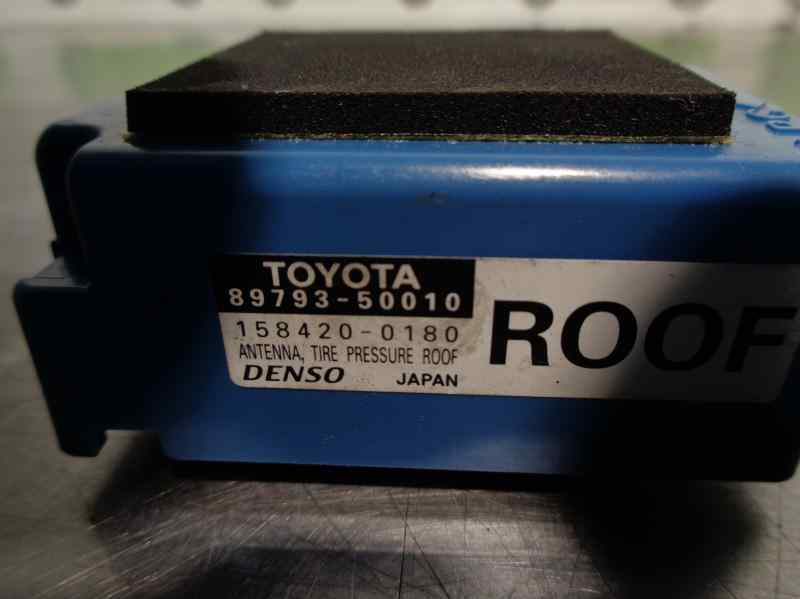 TOYOTA
89793-50010
158420-0180
ANTENNA, TIRE PRESSURE ROOF
DENSO JAPAN
ROOF